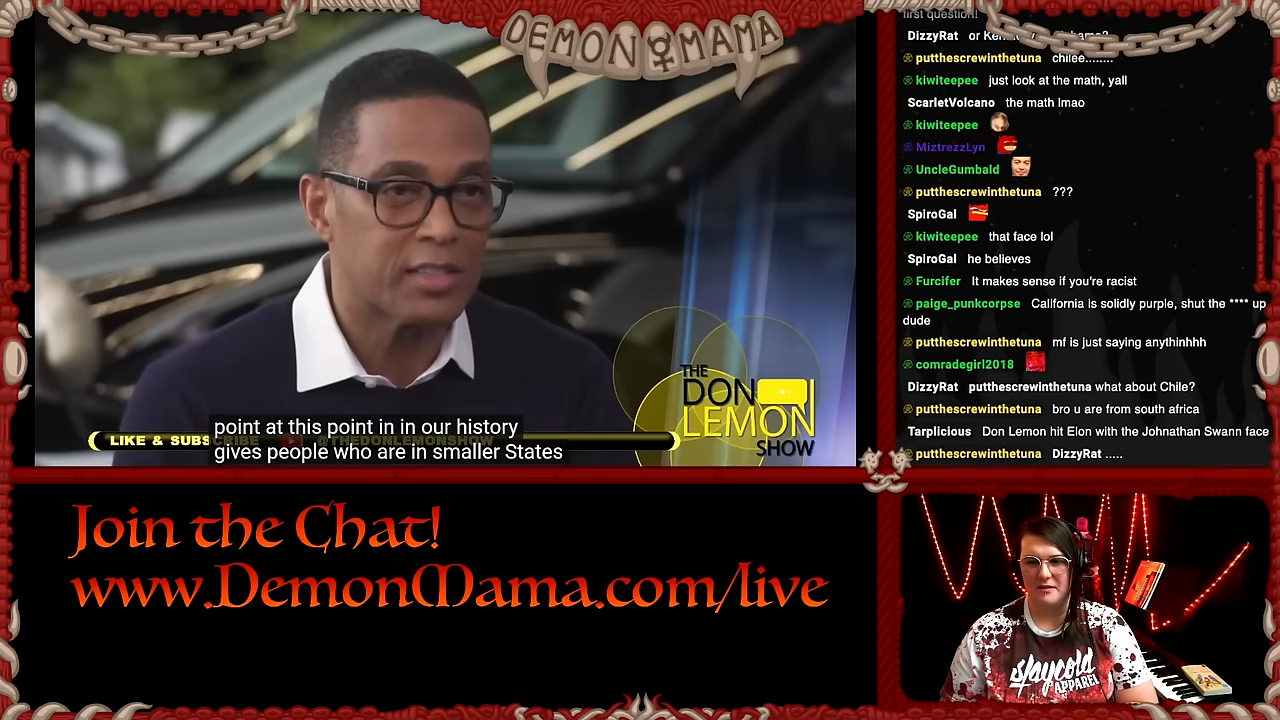 DEMON MAMA
THE
DON
LEMON
SHOW
LIKE & SUBSCRIBE @THEDONLEMONSHOW
point at this point in in our history
gives people who are in smaller States
first question!
DizzyRat or
putthescrewinthetuna chilee........
kiwiteepee just look at the math, yall
ScarletVolcano the math lmao
kiwiteepee
MiztrezzLyn
UncleGumbald
putthescrewinthetuna ???
SpiroGal
kiwiteepee that face lol
SpiroGal he believes
Furcifer It makes sense if you're racist
paige_punkcorpse California is solidly purple, shut the **** up
dude
putthescrewinthetuna mf is just saying anythinhhh
comradegirl2018
DizzyRat putthescrewinthetuna what about Chile?
putthescrewinthetuna bro u are from south africa
Tarplicious Don Lemon hit Elon with the Johnathan Swann face
putthescrewinthetuna DizzyRat .....
Join the Chat!
www.DemonMama.com/live
slaycold
APPAREL